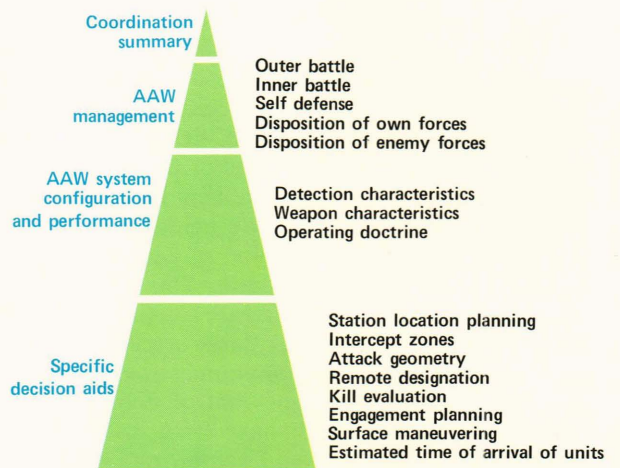 Coordination
summary
Outer battle
Inner battle
Self defense
Disposition of own forces
Disposition of enemy forces
AAW
management
AAW system
configuration
and performance
Detection characteristics
Weapon characteristics
Operating doctrine
Specific
decision aids
Station location planning
Intercept zones
Attack geometry
Remote designation
Kill evaluation
Engagement planning
Surface maneuvering
Estimated time of arrival of units